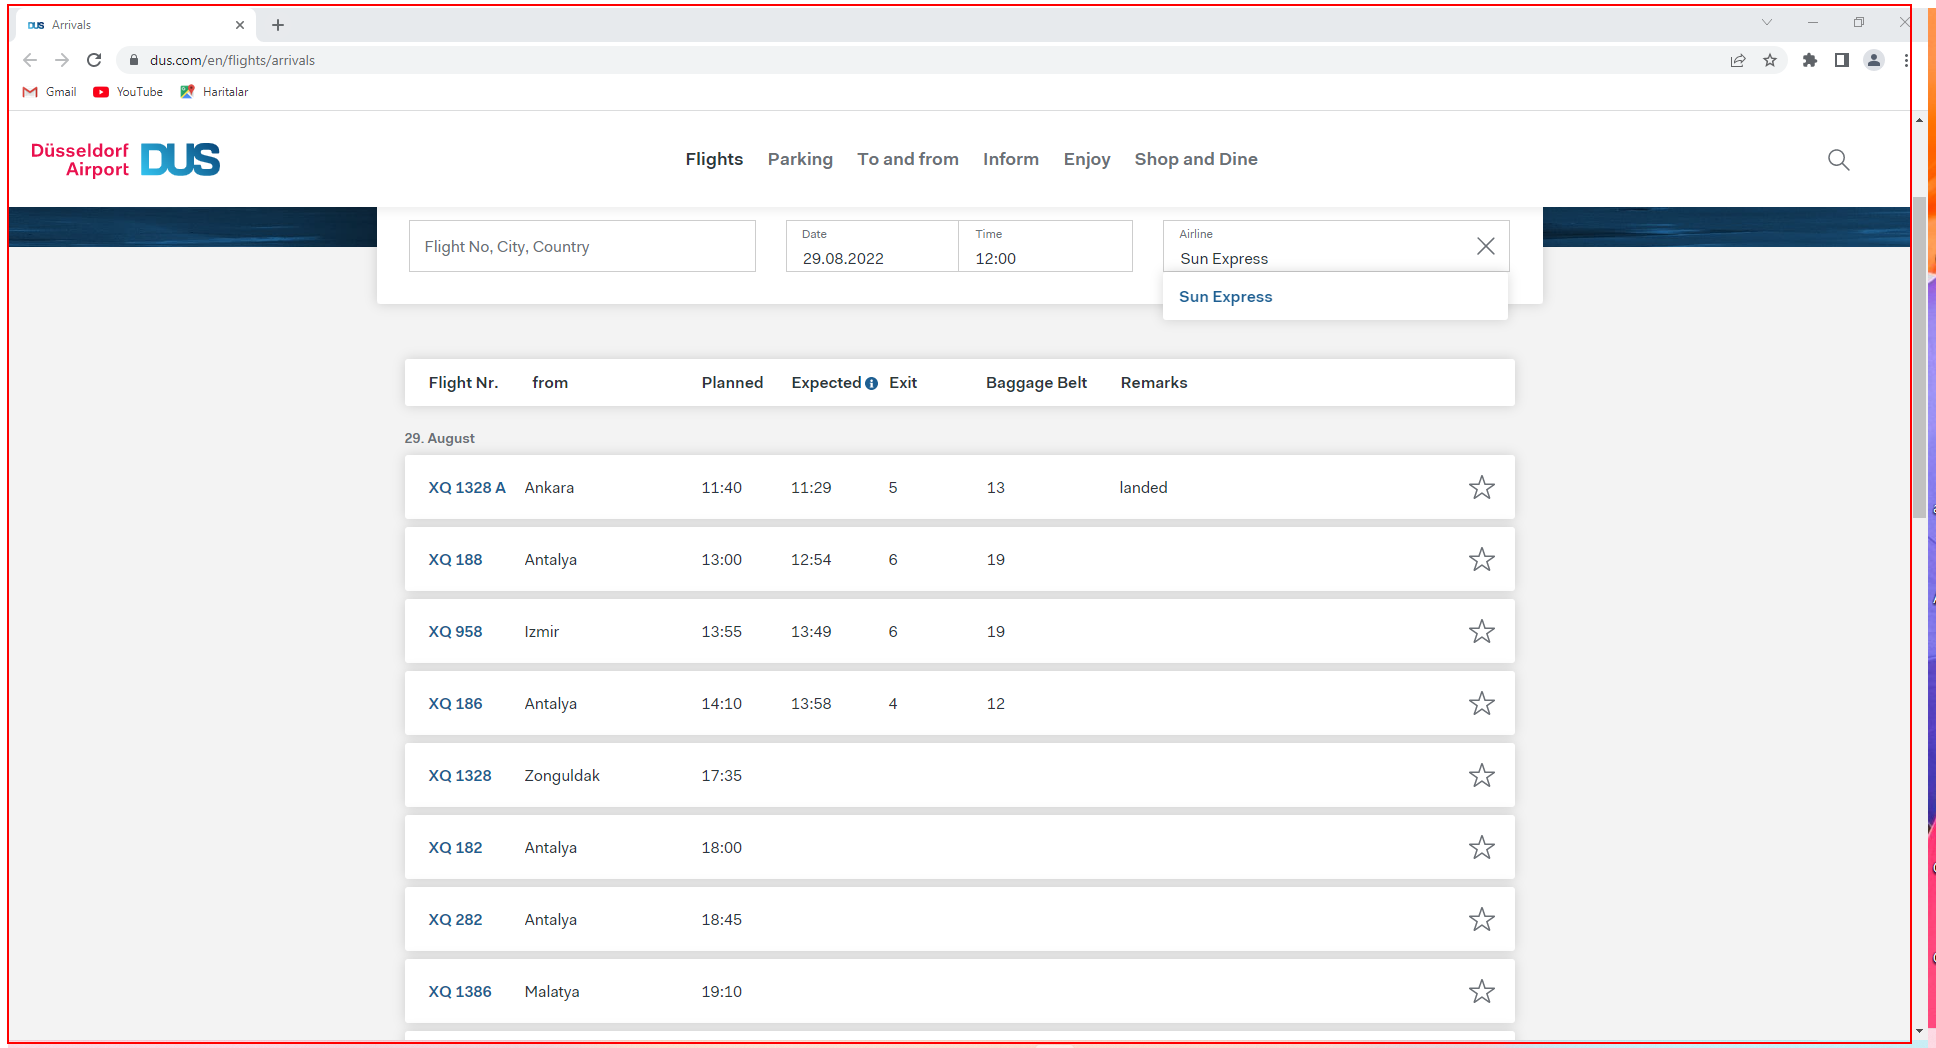 DUS Arrivals
dus.com/en/flights/arrivals
Gmail YouTube Haritalar
Düsseldorf Airport DUS
Flights Parking To and from Inform Enjoy Shop and Dine
Flight No, City, Country
Date
29.08.2022
Time
12:00
Airline
Sun Express
Sun Express
Flight Nr. from Planned Expected Exit Baggage Belt Remarks
29. August
XQ 1328 A Ankara 11:40 11:29 5 13 landed
XQ 188 Antalya 13:00 12:54 6 19
XQ 958 Izmir 13:55 13:49 6 19
XQ 186 Antalya 14:10 13:58 4 12
XQ 1328 Zonguldak 17:35
XQ 182 Antalya 18:00
XQ 282 Antalya 18:45
XQ 1386 Malatya 19:10